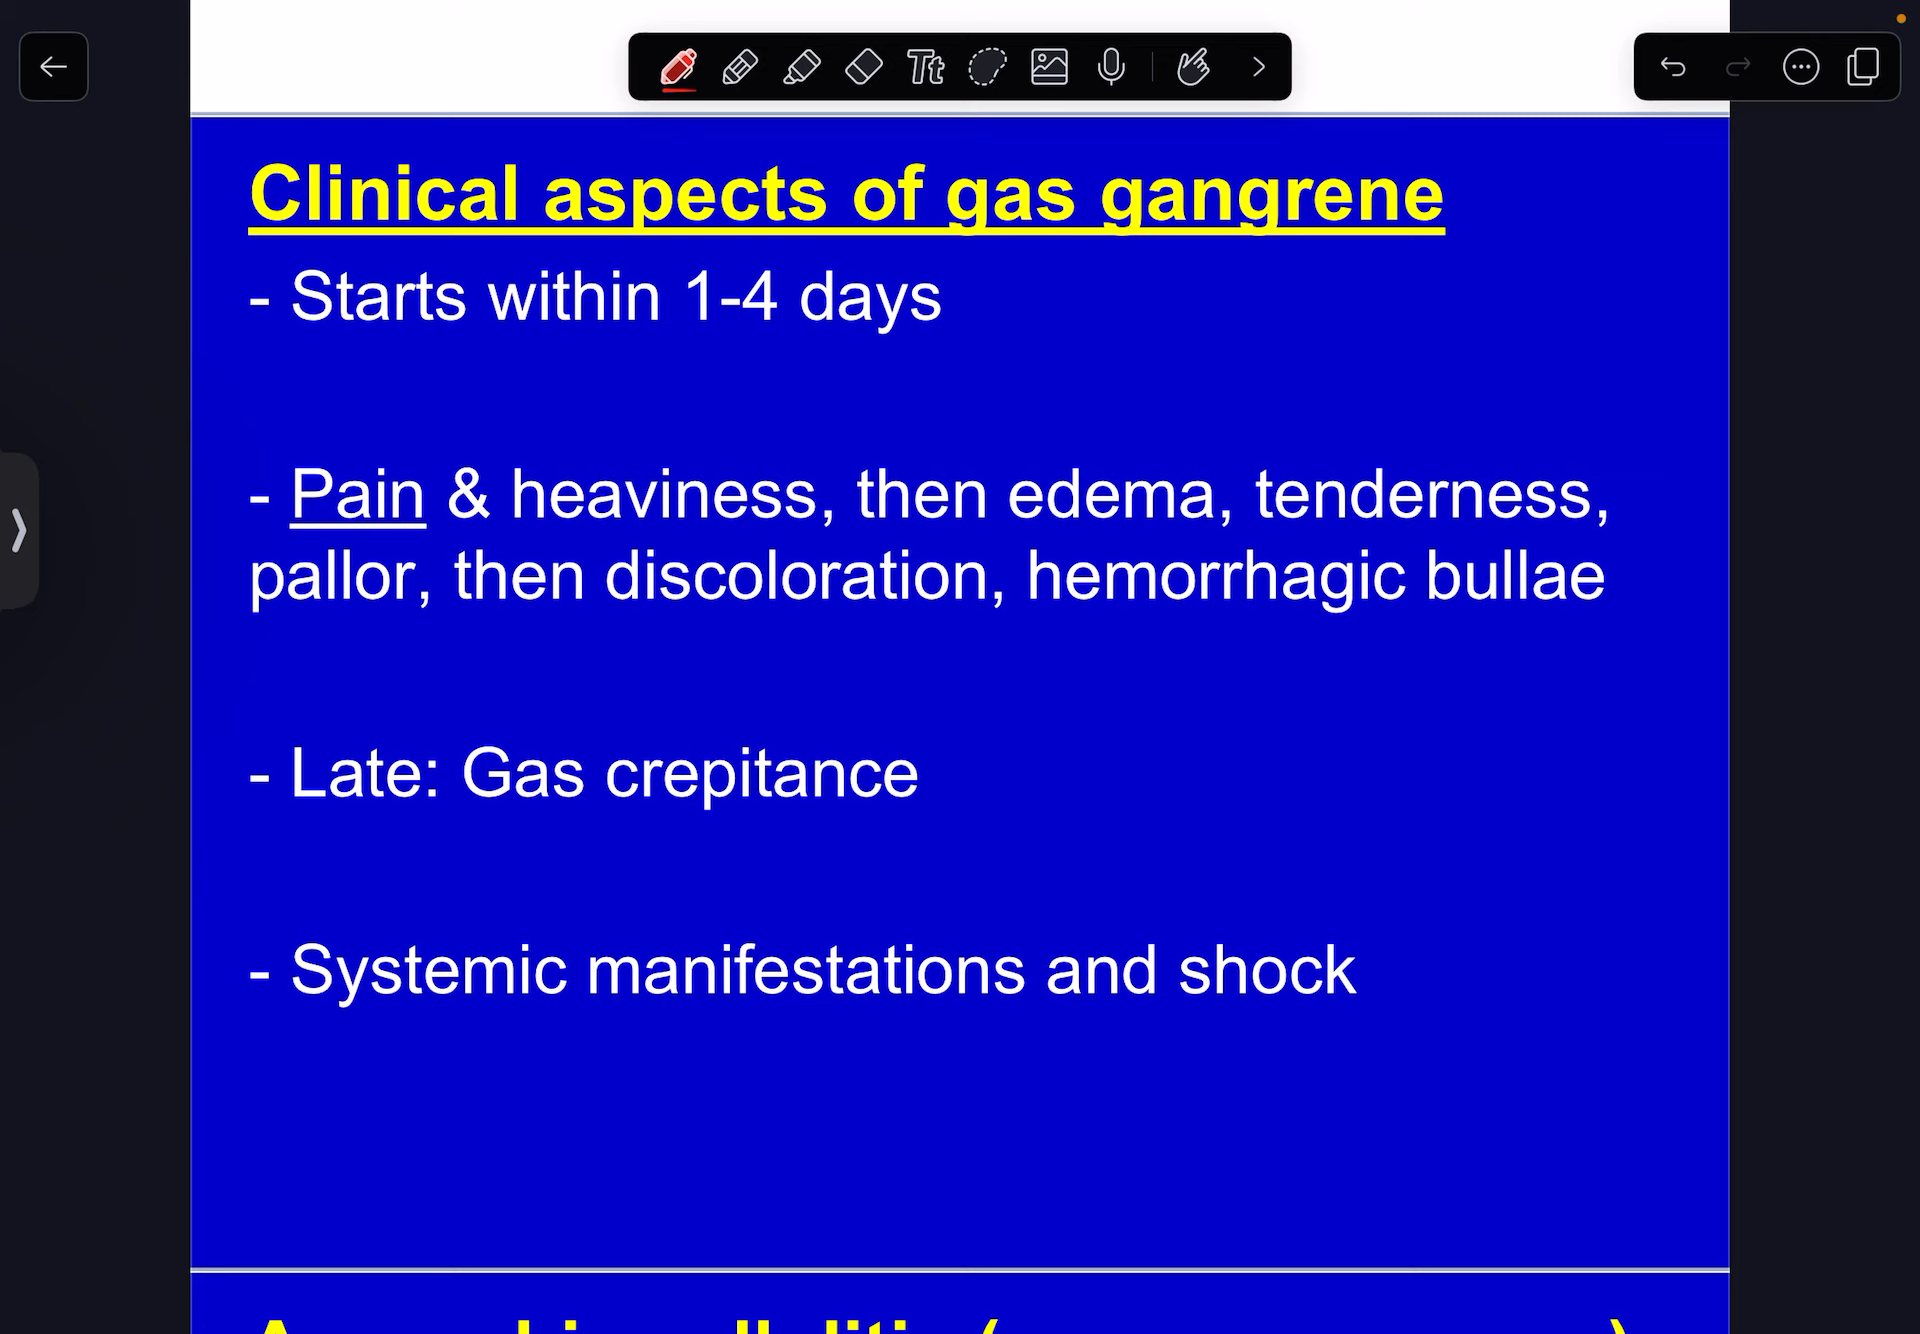 Tt
Clinical aspects of gas gangrene
- Starts within 1-4 days
- Pain & heaviness, then edema, tenderness,
pallor, then discoloration, hemorrhagic bullae
- Late: Gas crepitance
- Systemic manifestations and shock